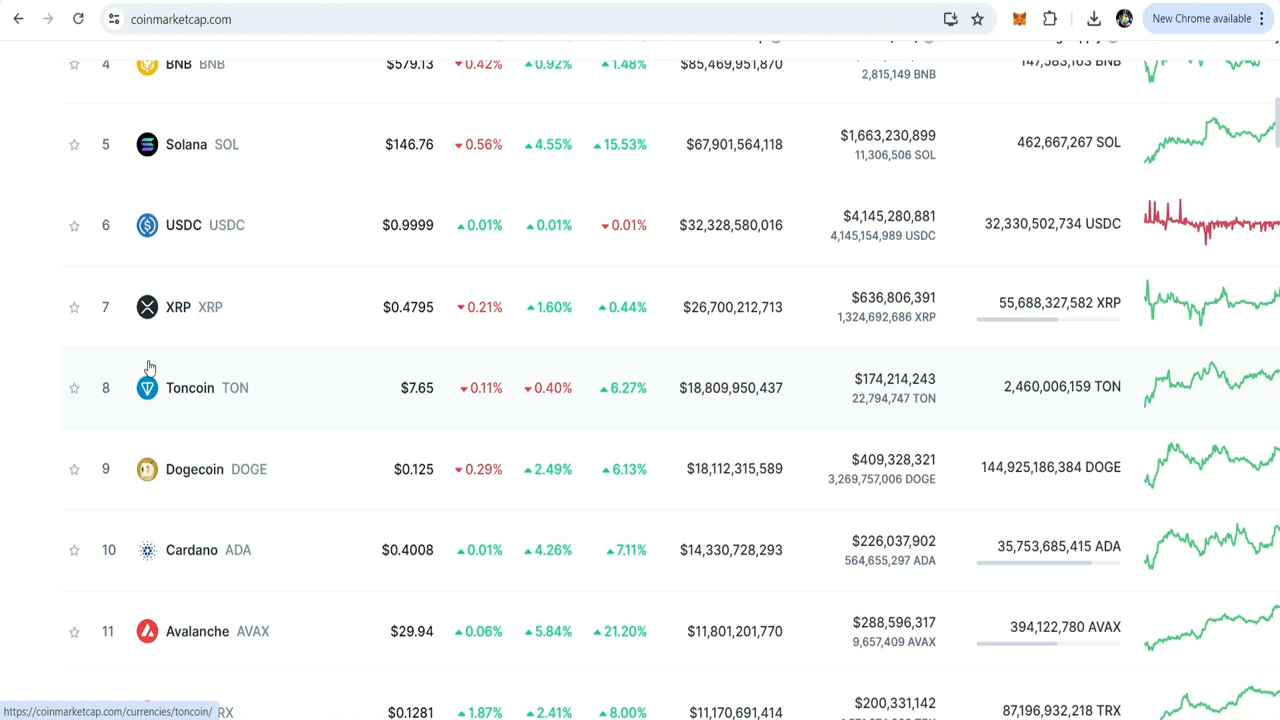 coinmarketcap.com
New Chrome available
4 BNB BNB $579.13 0.42% 0.92% 1.48% $85,469,951,870
2,815,149 BNB
147,583,163 BNB
5 Solana SOL $146.76 0.56% 4.55% 15.53% $67,901,564,118 $1,663,230,899 462,667,267 SOL
11,306,506 SOL
6 USDC USDC $0.9999 0.01% 0.01% 0.01% $32,328,580,016 $4,145,280,881 32,330,502,734 USDC
4,145,154,989 USDC
7 XRP XRP $0.4795 0.21% 1.60% 0.44% $26,700,212,713 $636,806,391 55,688,327,582 XRP
1,324,692,686 XRP
8 Toncoin TON $7.65 0.11% 0.40% 6.27% $18,809,950,437 $174,214,243 2,460,006,159 TON
22,794,747 TON
9 Dogecoin DOGE $0.125 0.29% 2.49% 6.13% $18,112,315,589 $409,328,321 144,925,186,384 DOGE
3,269,757,006 DOGE
10 Cardano ADA $0.4008 0.01% 4.26% 7.11% $14,330,728,293 $226,037,902 35,753,685,415 ADA
564,655,297 ADA
11 Avalanche AVAX $29.94 0.06% 5.84% 21.20% $11,801,201,770 $288,596,317 394,122,780 AVAX
9,657,409 AVAX
RX $0.1281 1.87% 2.41% 8.00% $11,170,691,414 $200,331,142 87,196,932,218 TRX
https://coinmarketcap.com/currencies/toncoin/